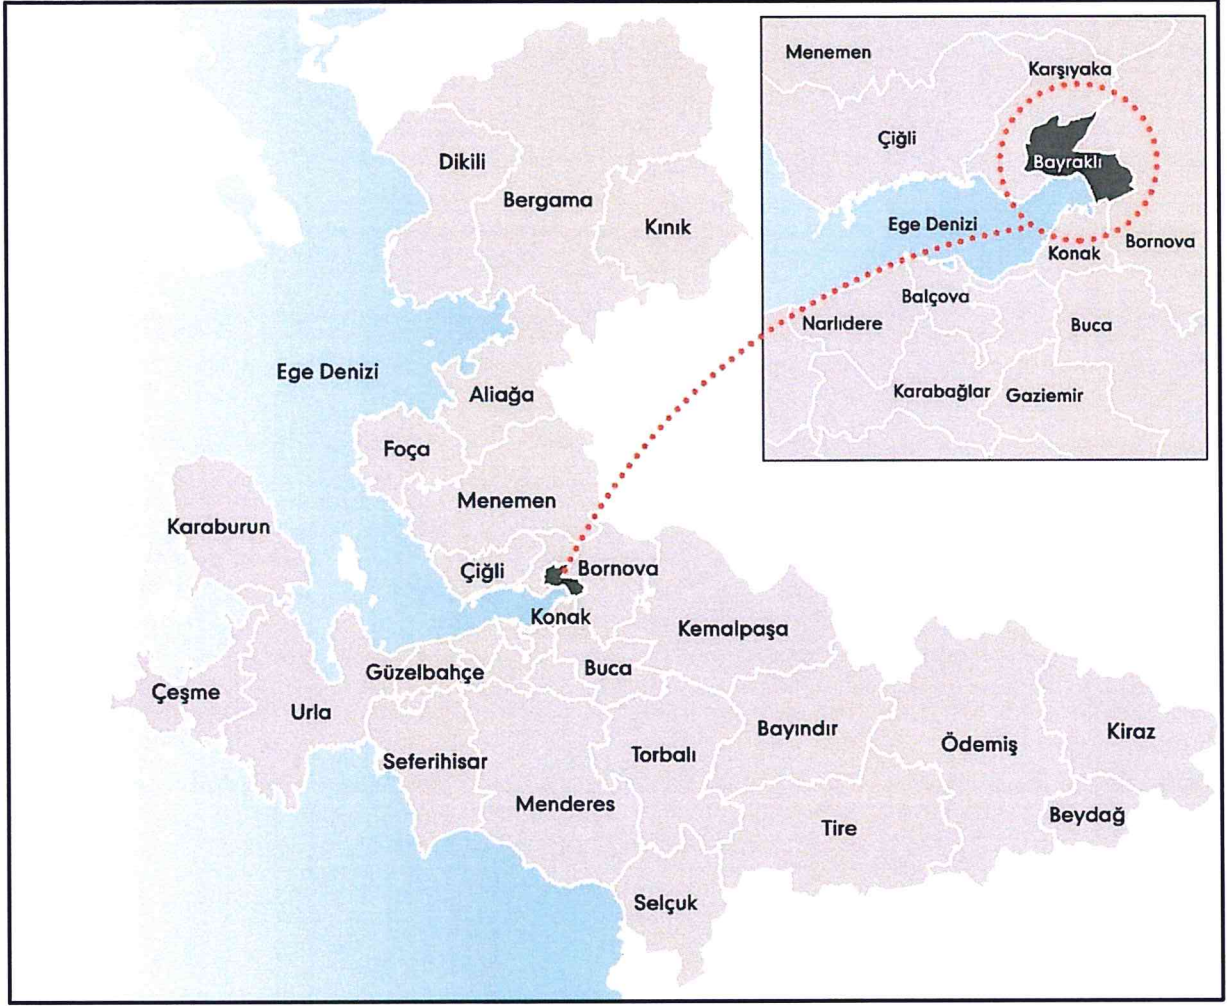 Menemen
Karşıyaka
Çiğli
Bayraklı
Ege Denizi
Konak
Bornova
Balçova
Narlıdere
Buca
Karabağlar
Gaziemir
Dikili
Bergama
Kınık
Ege Denizi
Aliağa
Foça
Menemen
Karaburun
Çiğli
Bornova
Konak
Kemalpaşa
Güzelbahçe
Buca
Çeşme
Urla
Seferihisar
Torbalı
Bayındır
Ödemiş
Kiraz
Menderes
Tire
Beydağ
Selçuk